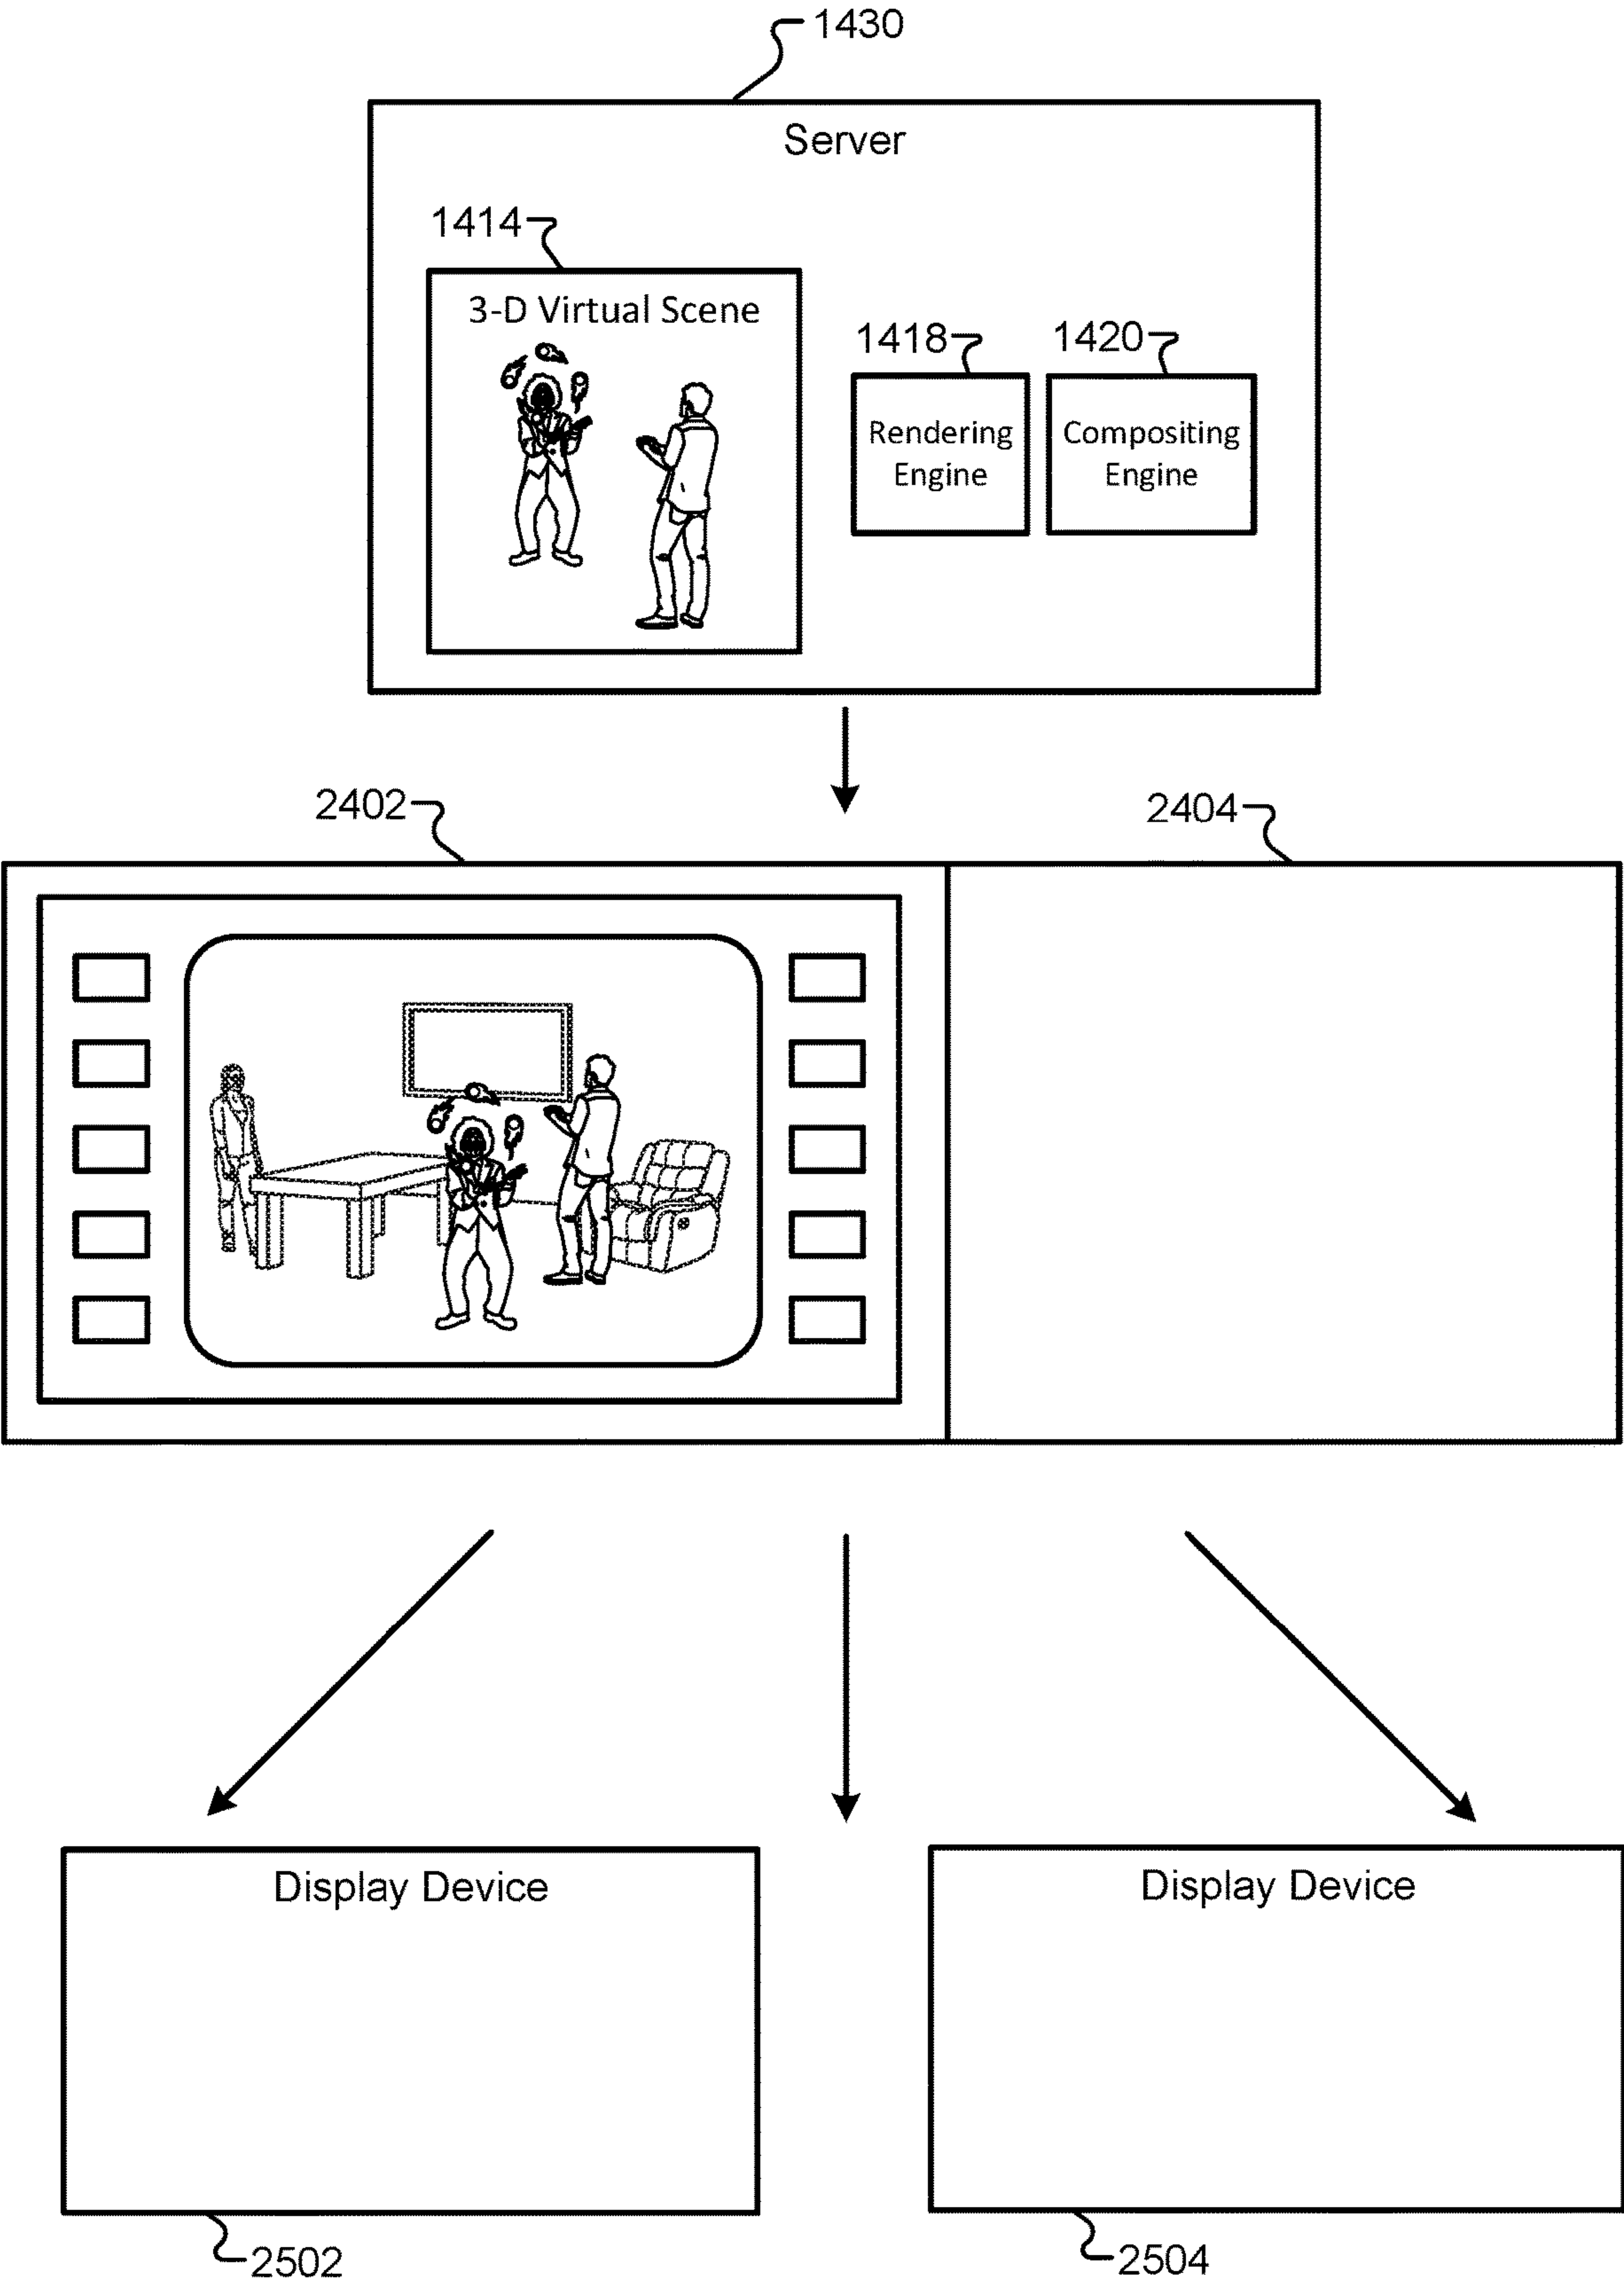 1430
Server
1414
3-D Virtual Scene
1418
1420
Rendering
Engine
Compositing
Engine
2402
2404
Display Device
Display Device
2502
2504